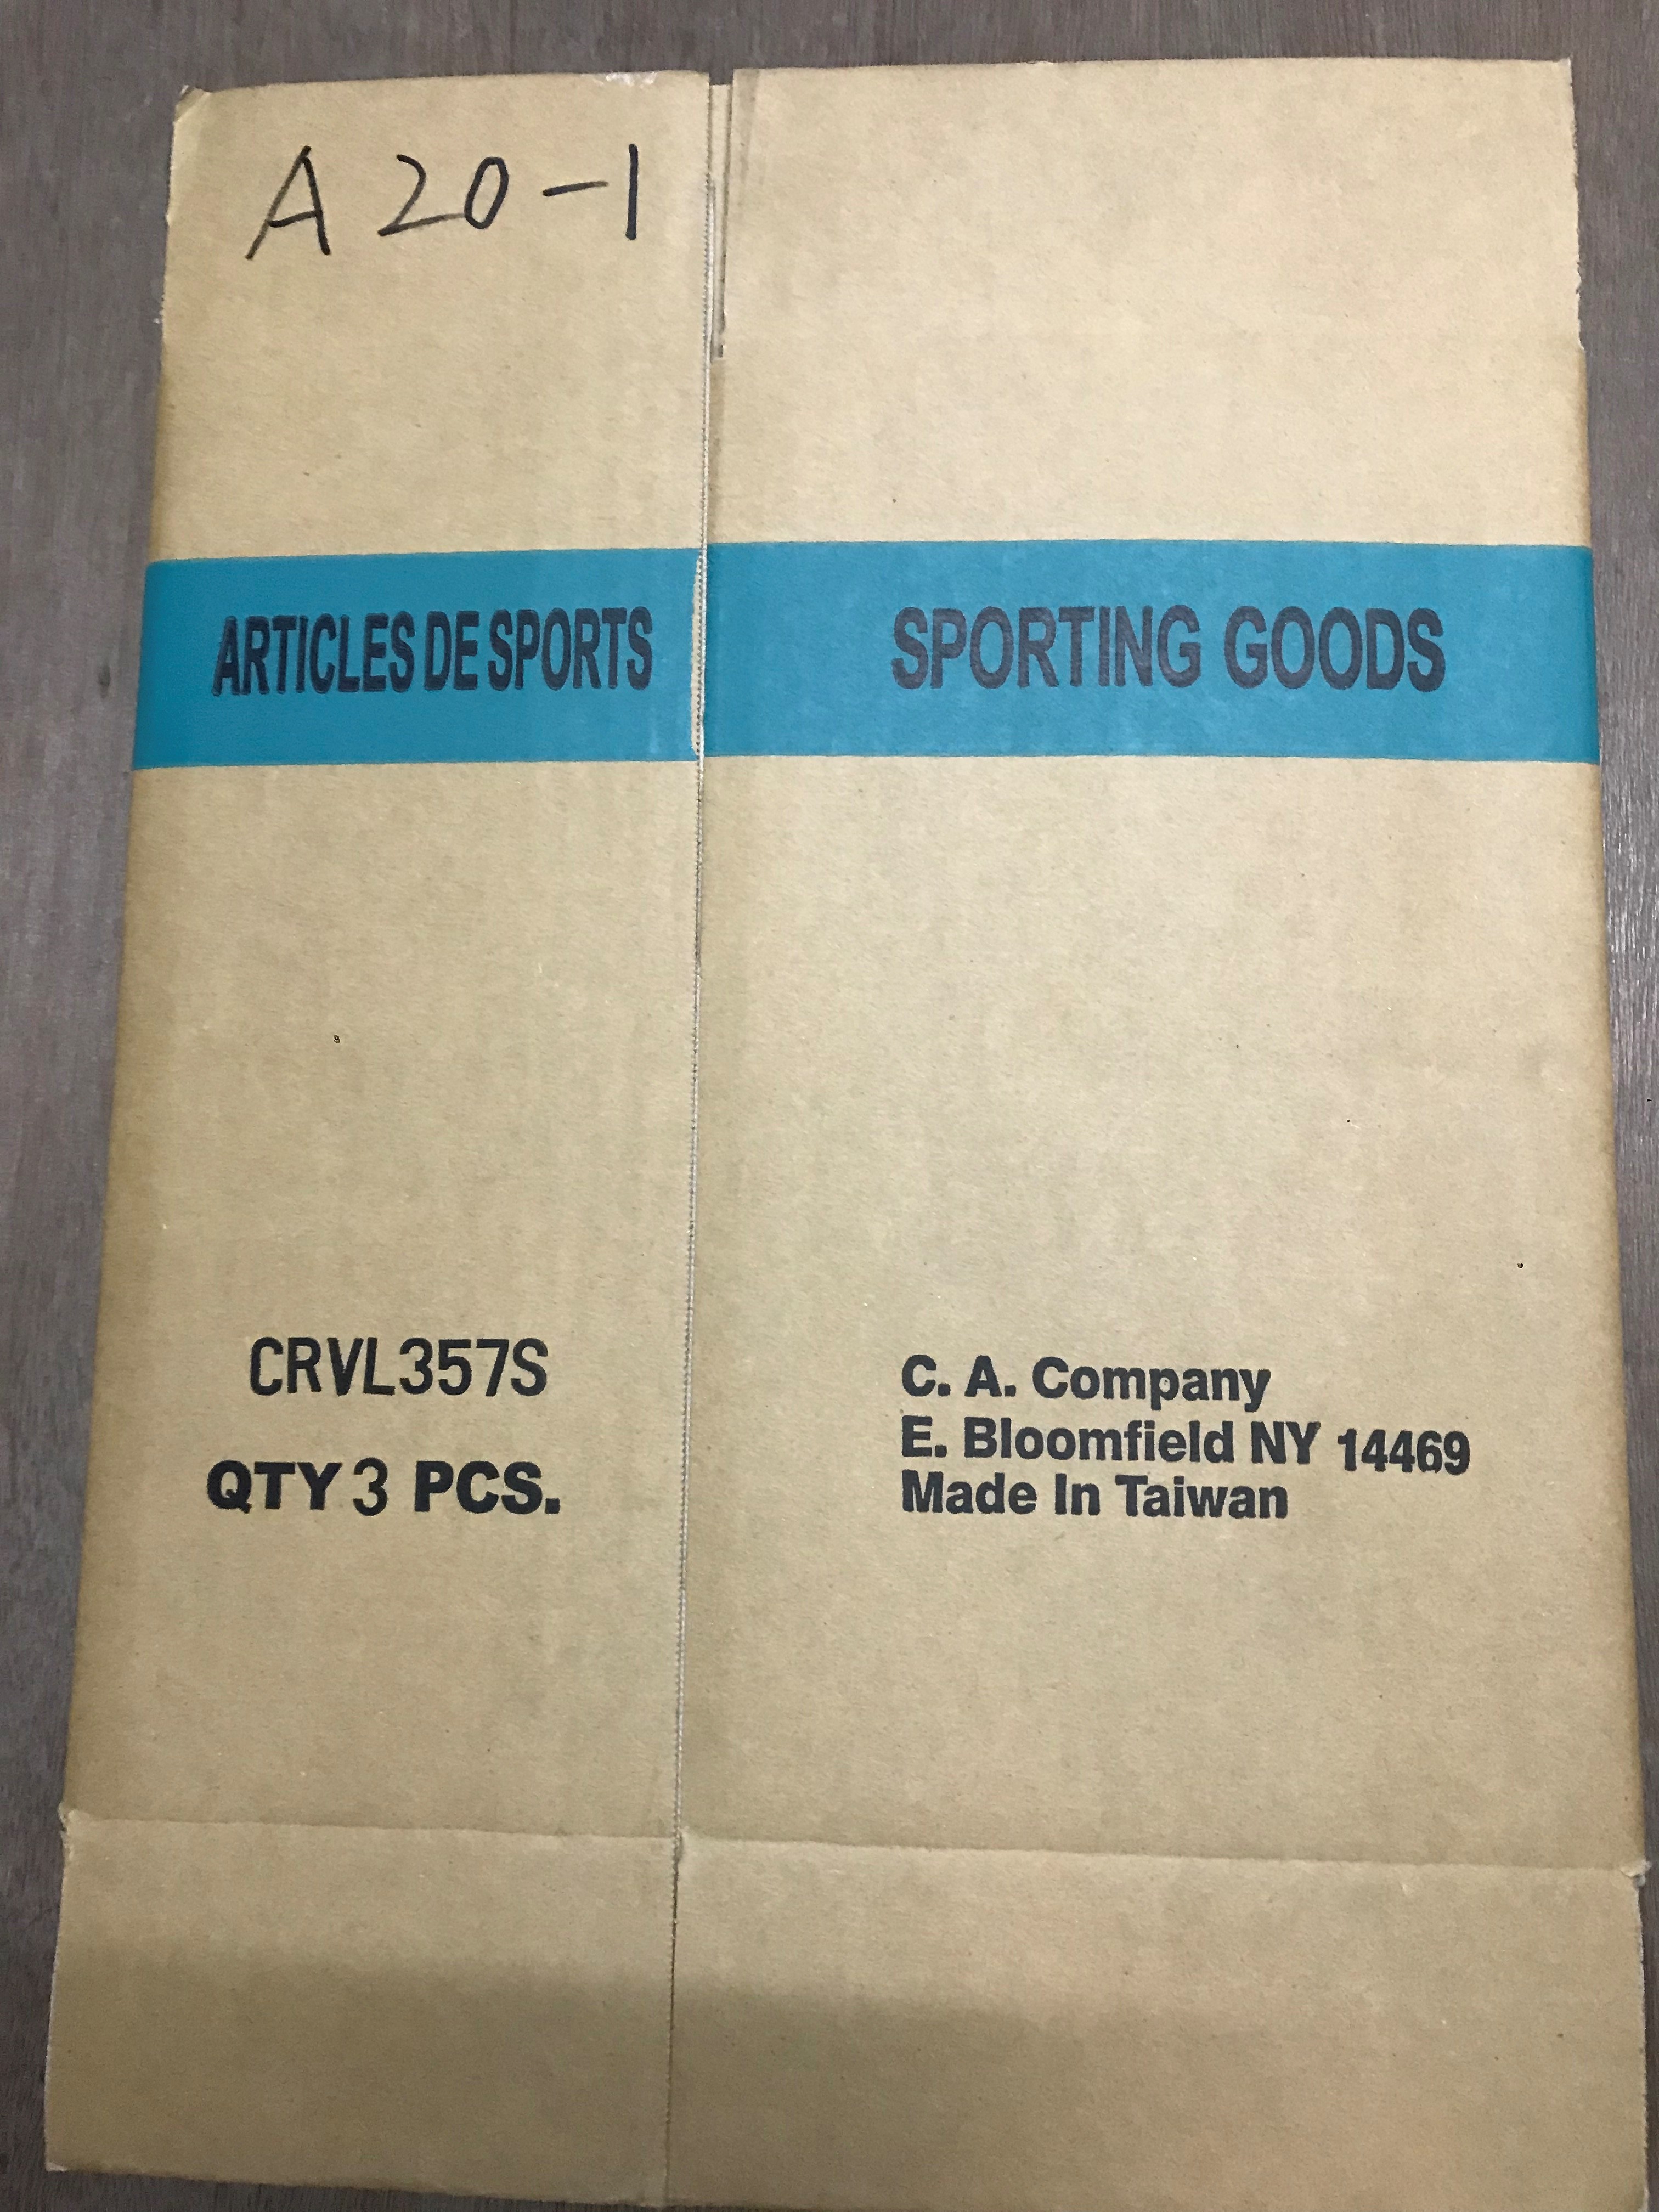 A20-1
ARTICLES DE SPORTS
SPORTING GOODS
CRVL357S
QTY 3 PCS.
C. A. Company
E. Bloomfield NY 14469
Made In Taiwan